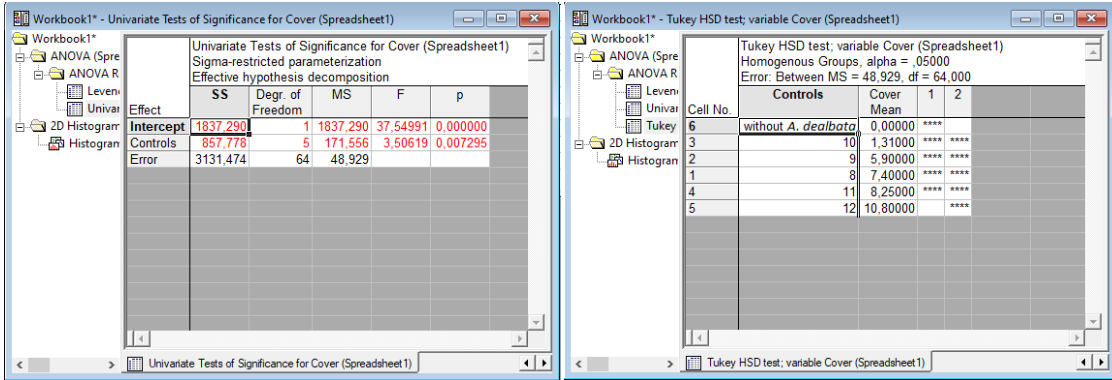 Workbook1* - Univariate Tests of Significance for Cover (Spreadsheet1)
Workbook1*
ANOVA (Spre
ANOVA R
Leven
Univar
2D Histogram
Histogram
Univariate Tests of Significance for Cover (Spreadsheet1)
Sigma-restricted parameterization
Effective hypothesis decomposition
Effect SS Degr. of Freedom MS F p
Intercept 1837,290 1 1837,290 37,54991 0,000000
Controls 857,778 5 171,556 3,50619 0,007295
Error 3131,474 64 48,929
Univariate Tests of Significance for Cover (Spreadsheet1)
Workbook1* - Tukey HSD test; variable Cover (Spreadsheet1)
Workbook1*
ANOVA (Spre
ANOVA R
Leven
Univar
Tukey
2D Histogram
Histogram
Tukey HSD test; variable Cover (Spreadsheet1)
Homogenous Groups, alpha = ,05000
Error: Between MS = 48,929, df = 64,000
Cell No. Controls Cover Mean 1 2
6 without A. dealbata 0,00000 ****
3 10 1,31000 **** ****
2 9 5,90000 **** ****
1 8 7,40000 **** ****
4 11 8,25000 **** ****
5 12 10,80000 ****
Tukey HSD test; variable Cover (Spreadsheet1)